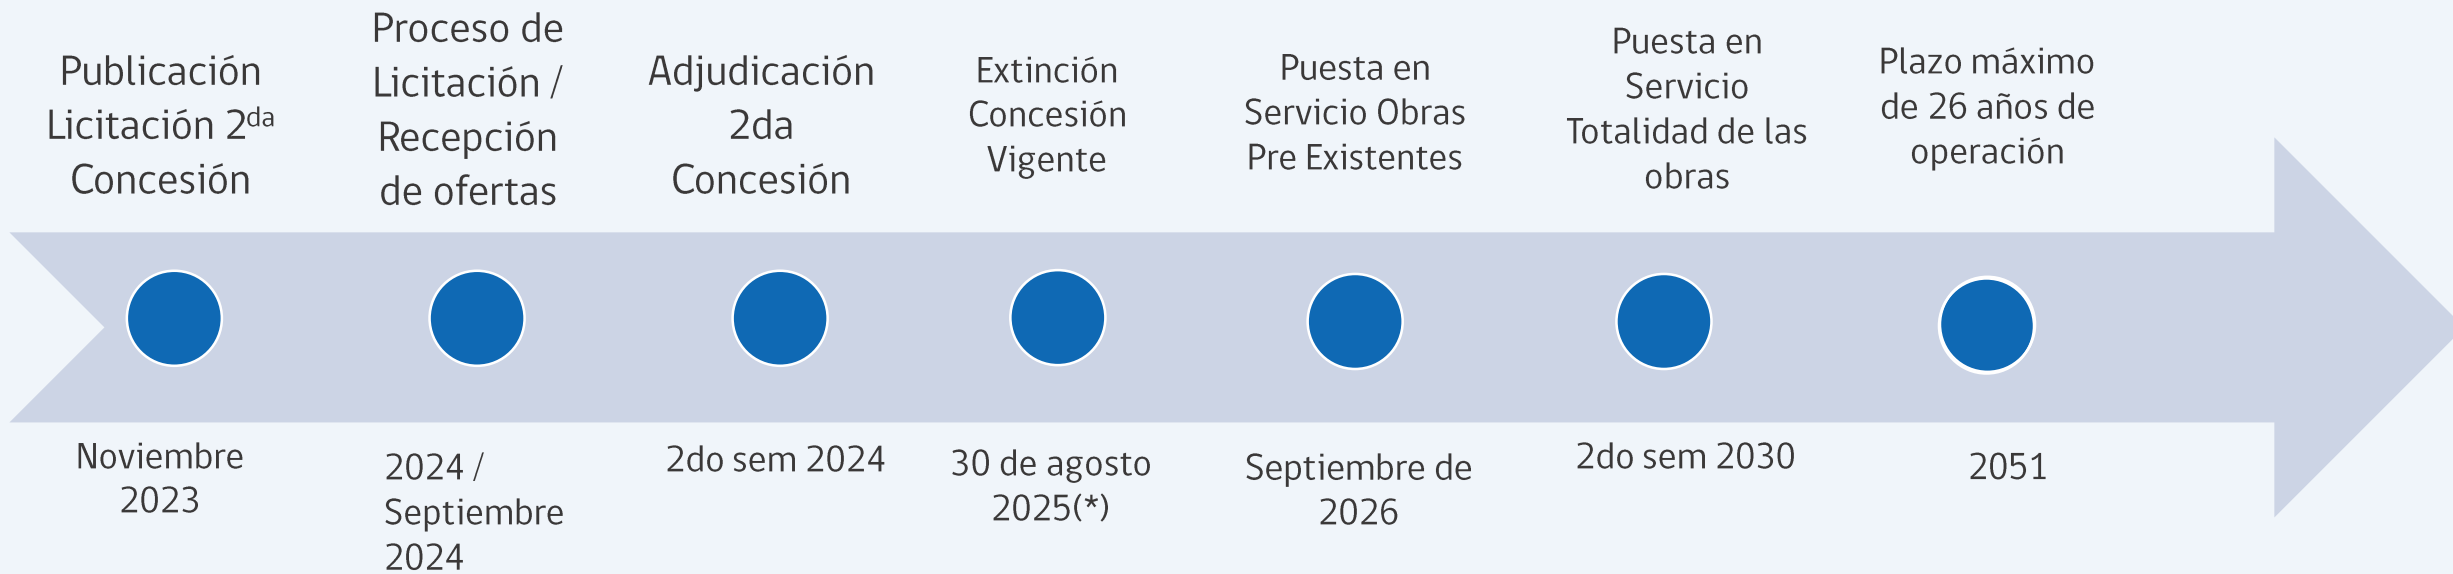 Publicación
Licitación 2da
Concesión
Proceso de
Licitación /
Recepción
de ofertas
Adjudicación
2da
Concesión
Extinción
Concesión
Vigente
Puesta en
Servicio Obras
Pre Existentes
Puesta en
Servicio
Totalidad de las
obras
Plazo máximo
de 26 años de
operación
Noviembre
2023
2024 /
Septiembre
2024
2do sem 2024
30 de agosto
2025(*)
Septiembre de
2026
2do sem 2030
2051